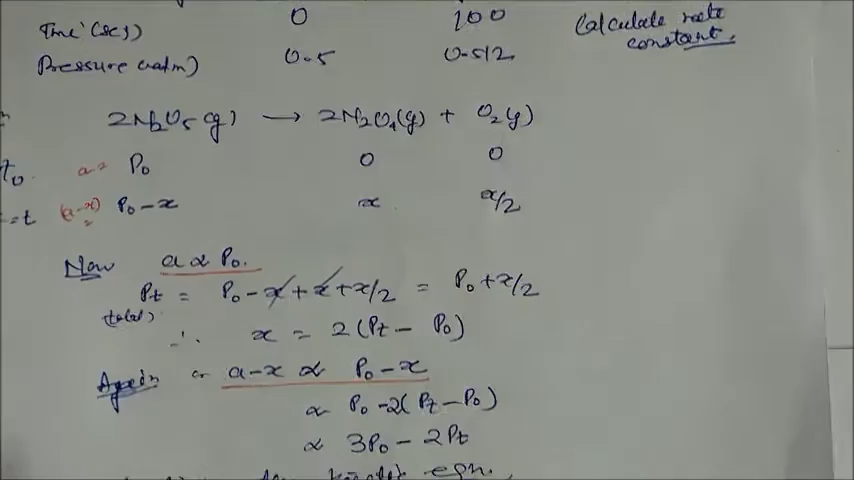 Time (sec) 0 100 Calculate rate
constant.
Pressure (atm) 0.5 0.512
2N₂O₅(g) → 2N₂O₄(g) + O₂(g)
t₀ a = P₀ 0 0
=t (a-x) P₀-x x x/2
Now a ∝ P₀.
Pt = P₀ - x + x + x/2 = P₀ + x/2
total)
∴ x = 2(Pt - P₀)
Again or a-x ∝ P₀-x
∝ P₀-2(Pt-P₀)
∝ 3P₀ - 2Pt
eqn.